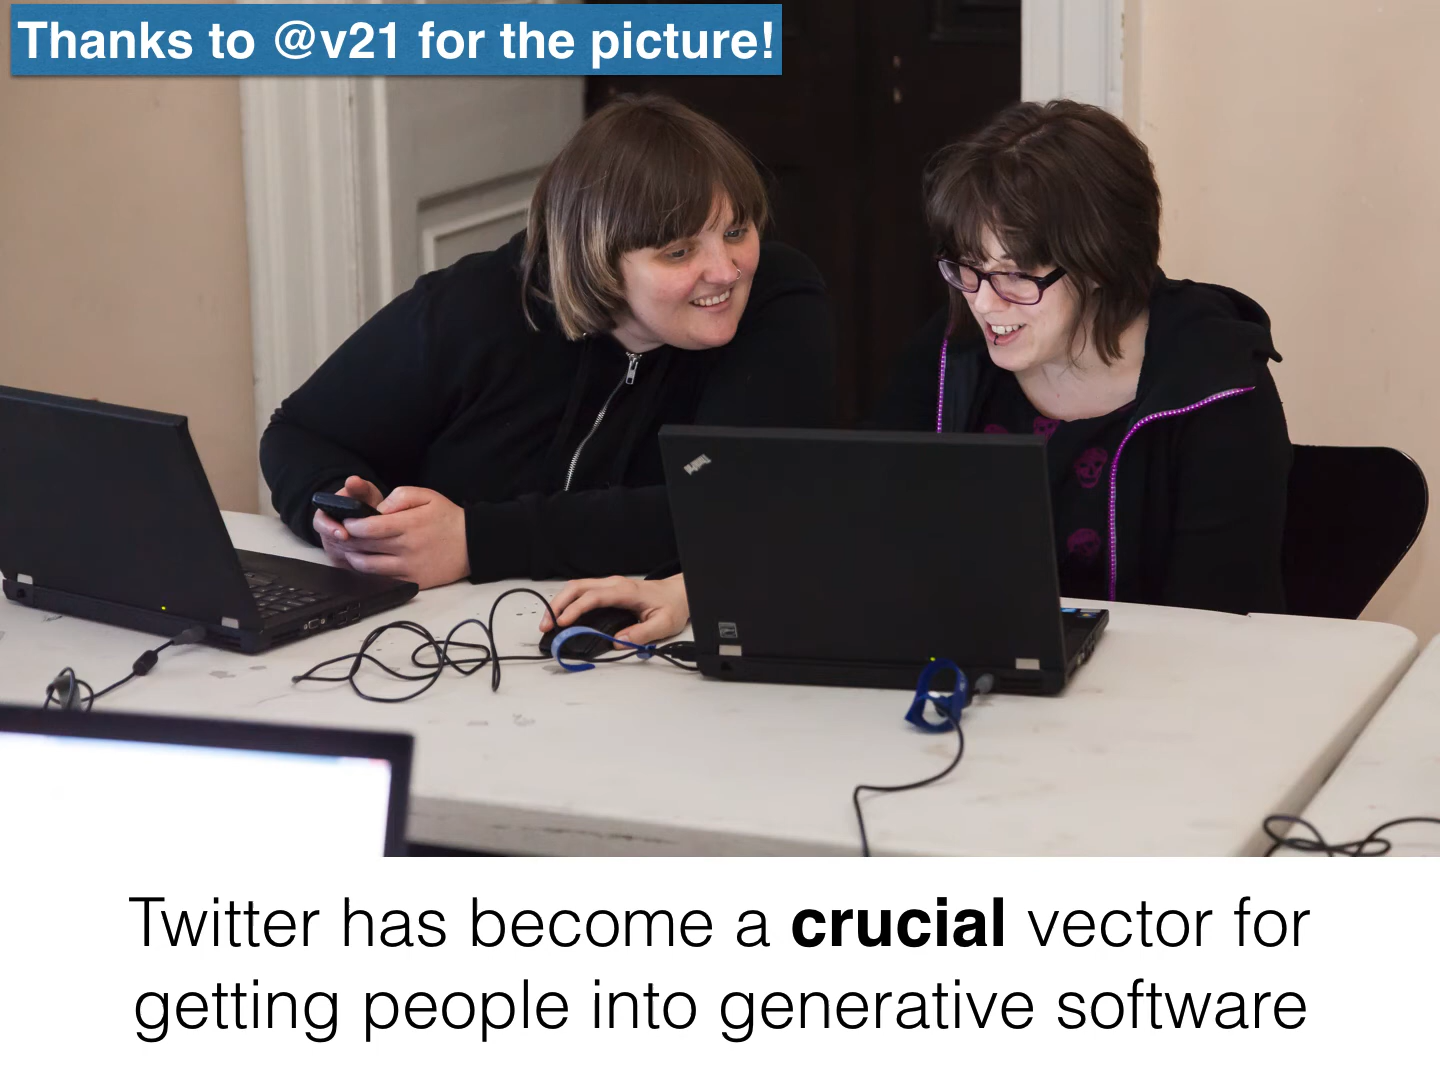 Thanks to @v21 for the picture!
Twitter has become a crucial vector for
getting people into generative software